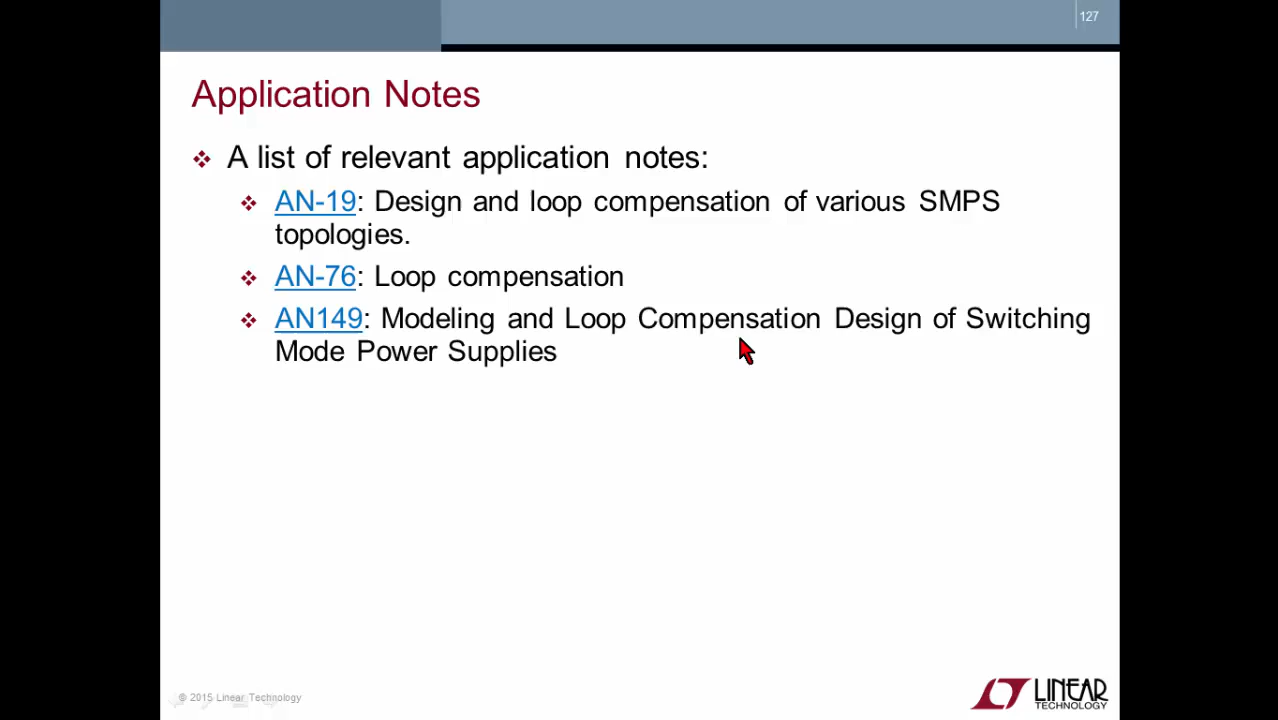 127
Application Notes
A list of relevant application notes:
AN-19: Design and loop compensation of various SMPS
topologies.
AN-76: Loop compensation
AN149: Modeling and Loop Compensation Design of Switching
Mode Power Supplies
© 2015 Linear Technology
LINEAR
TECHNOLOGY